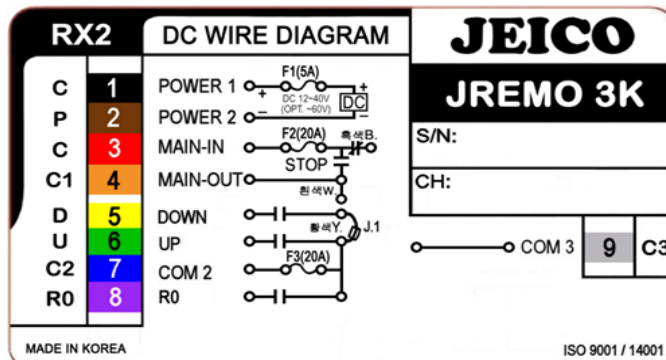 RX2
DC WIRE DIAGRAM
JEICO
JREMO 3K
S/N:
CH:
C 1 POWER 1 + F1(5A) +
DC 12~40V
(OPT. ~60V)
DC
P 2 POWER 2 − −
C 3 MAIN-IN F2(20A) 흑색B.
STOP
C1 4 MAIN-OUT
흰색W.
D 5 DOWN
황색Y. J.1
U 6 UP
C2 7 COM 2 F3(20A)
R0 8 R0
COM 3 9 C3
MADE IN KOREA
ISO 9001 / 14001